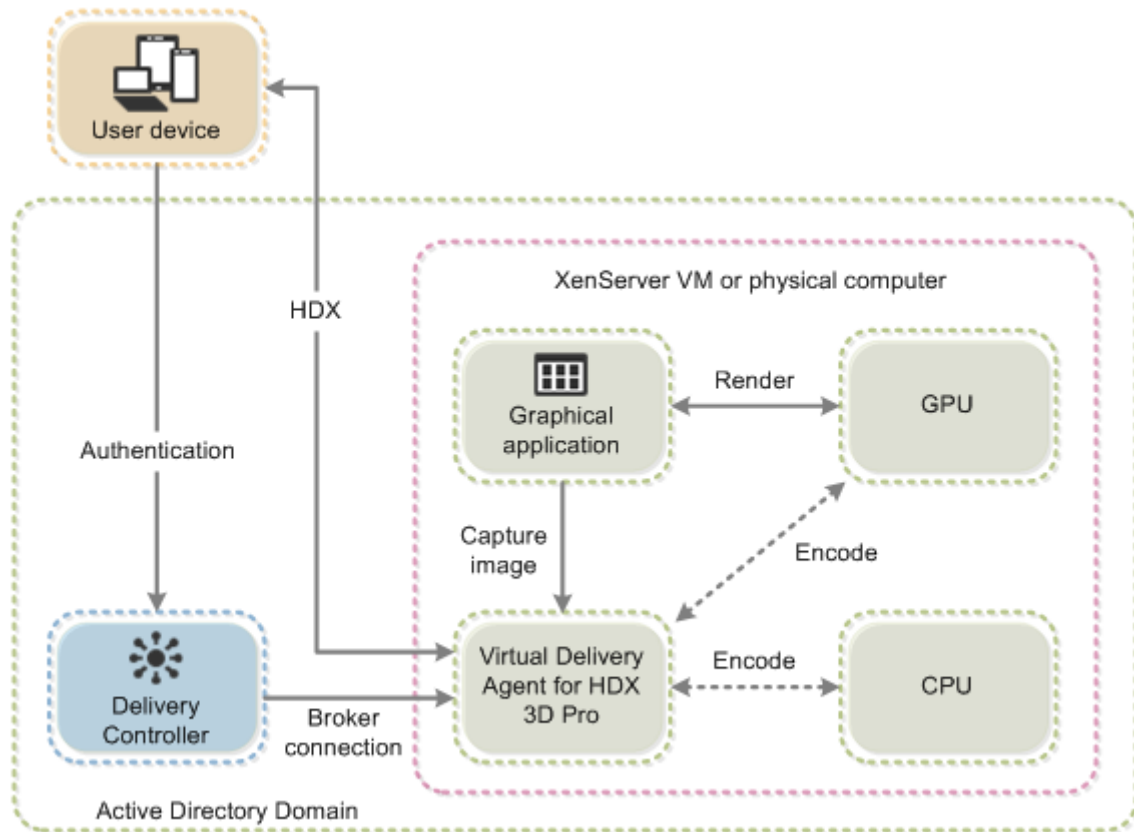 User device
XenServer VM or physical computer
HDX
Render
GPU
Graphical
application
Authentication
Capture
image
Encode
Virtual Delivery
Agent for HDX
3D Pro
Encode
CPU
Delivery
Controller
Broker
connection
Active Directory Domain